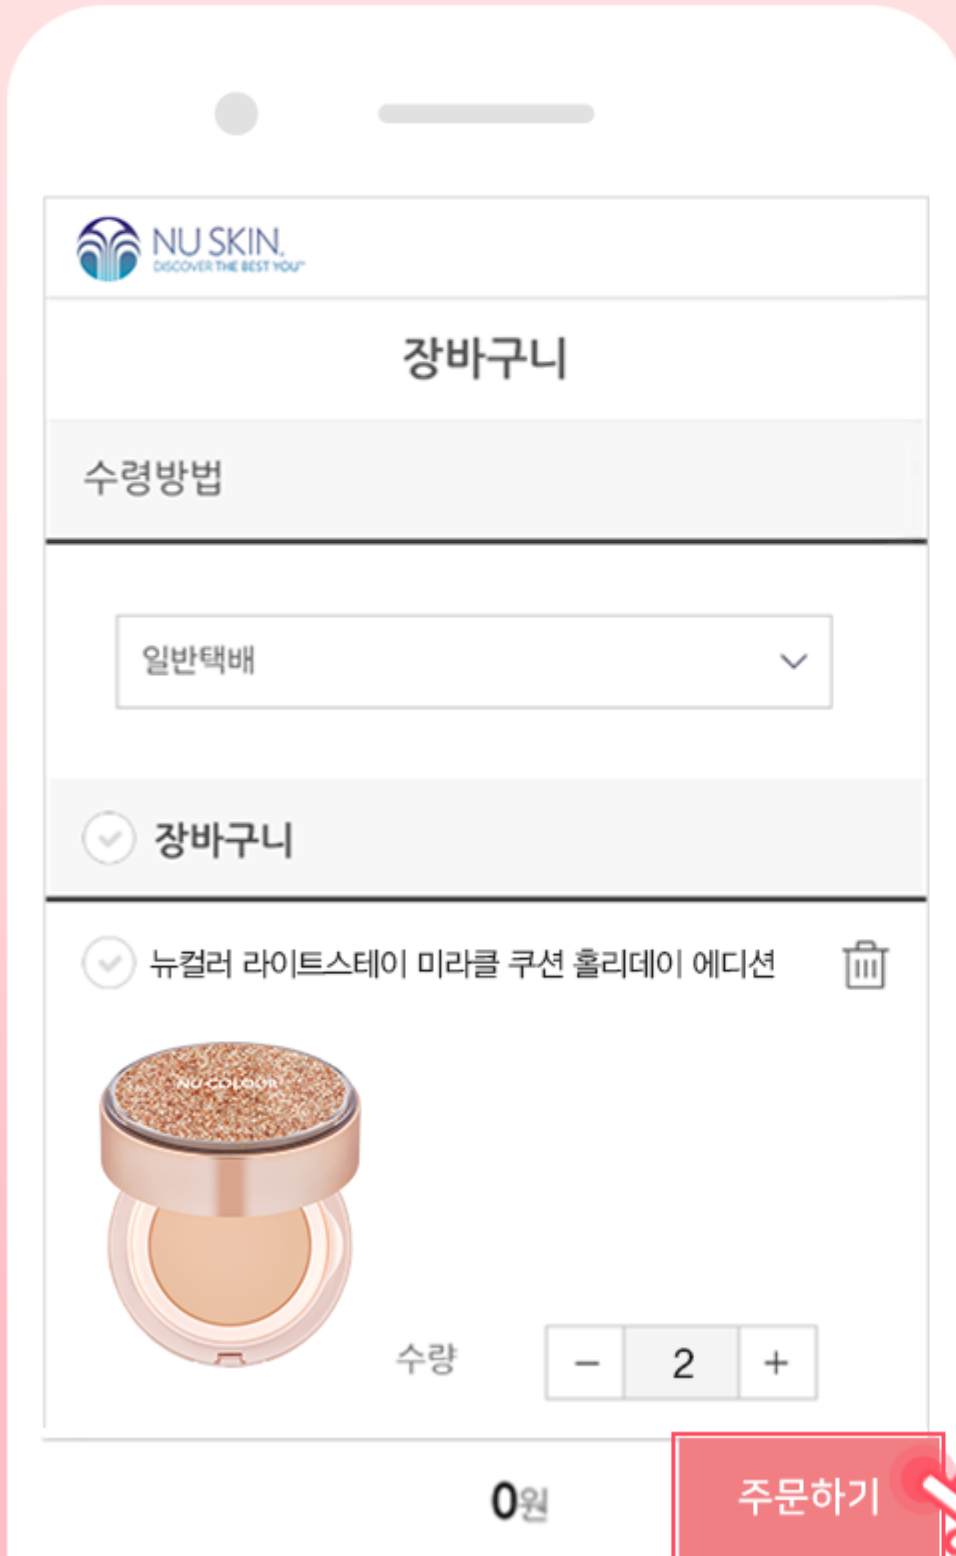 NU SKIN.
DISCOVER THE BEST YOU™
장바구니
수령방법
일반택배
장바구니
뉴컬러 라이트스테이 미라클 쿠션 홀리데이 에디션
NU COLOUR
수량
− 2 +
0원
주문하기